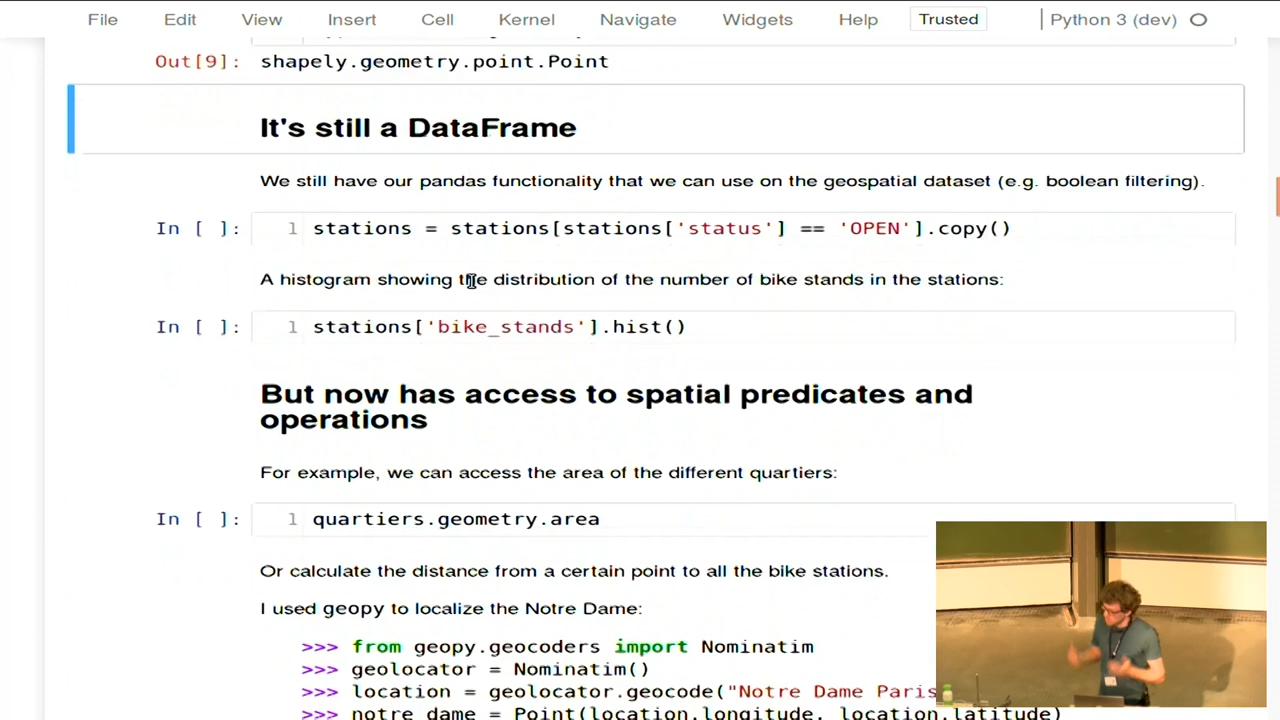 File Edit View Insert Cell Kernel Navigate Widgets Help Trusted Python 3 (dev)
Out[9]: shapely.geometry.point.Point
It's still a DataFrame
We still have our pandas functionality that we can use on the geospatial dataset (e.g. boolean filtering).
In [ ]: 1 stations = stations[stations['status'] == 'OPEN'].copy()
A histogram showing the distribution of the number of bike stands in the stations:
In [ ]: 1 stations['bike_stands'].hist()
But now has access to spatial predicates and
operations
For example, we can access the area of the different quartiers:
In [ ]: 1 quartiers.geometry.area
Or calculate the distance from a certain point to all the bike stations.
I used geopy to localize the Notre Dame:
>>> from geopy.geocoders import Nominatim
>>> geolocator = Nominatim()
>>> location = geolocator.geocode("Notre Dame Paris
>>> notre_dame = Point(location.longitude, location.latitude)